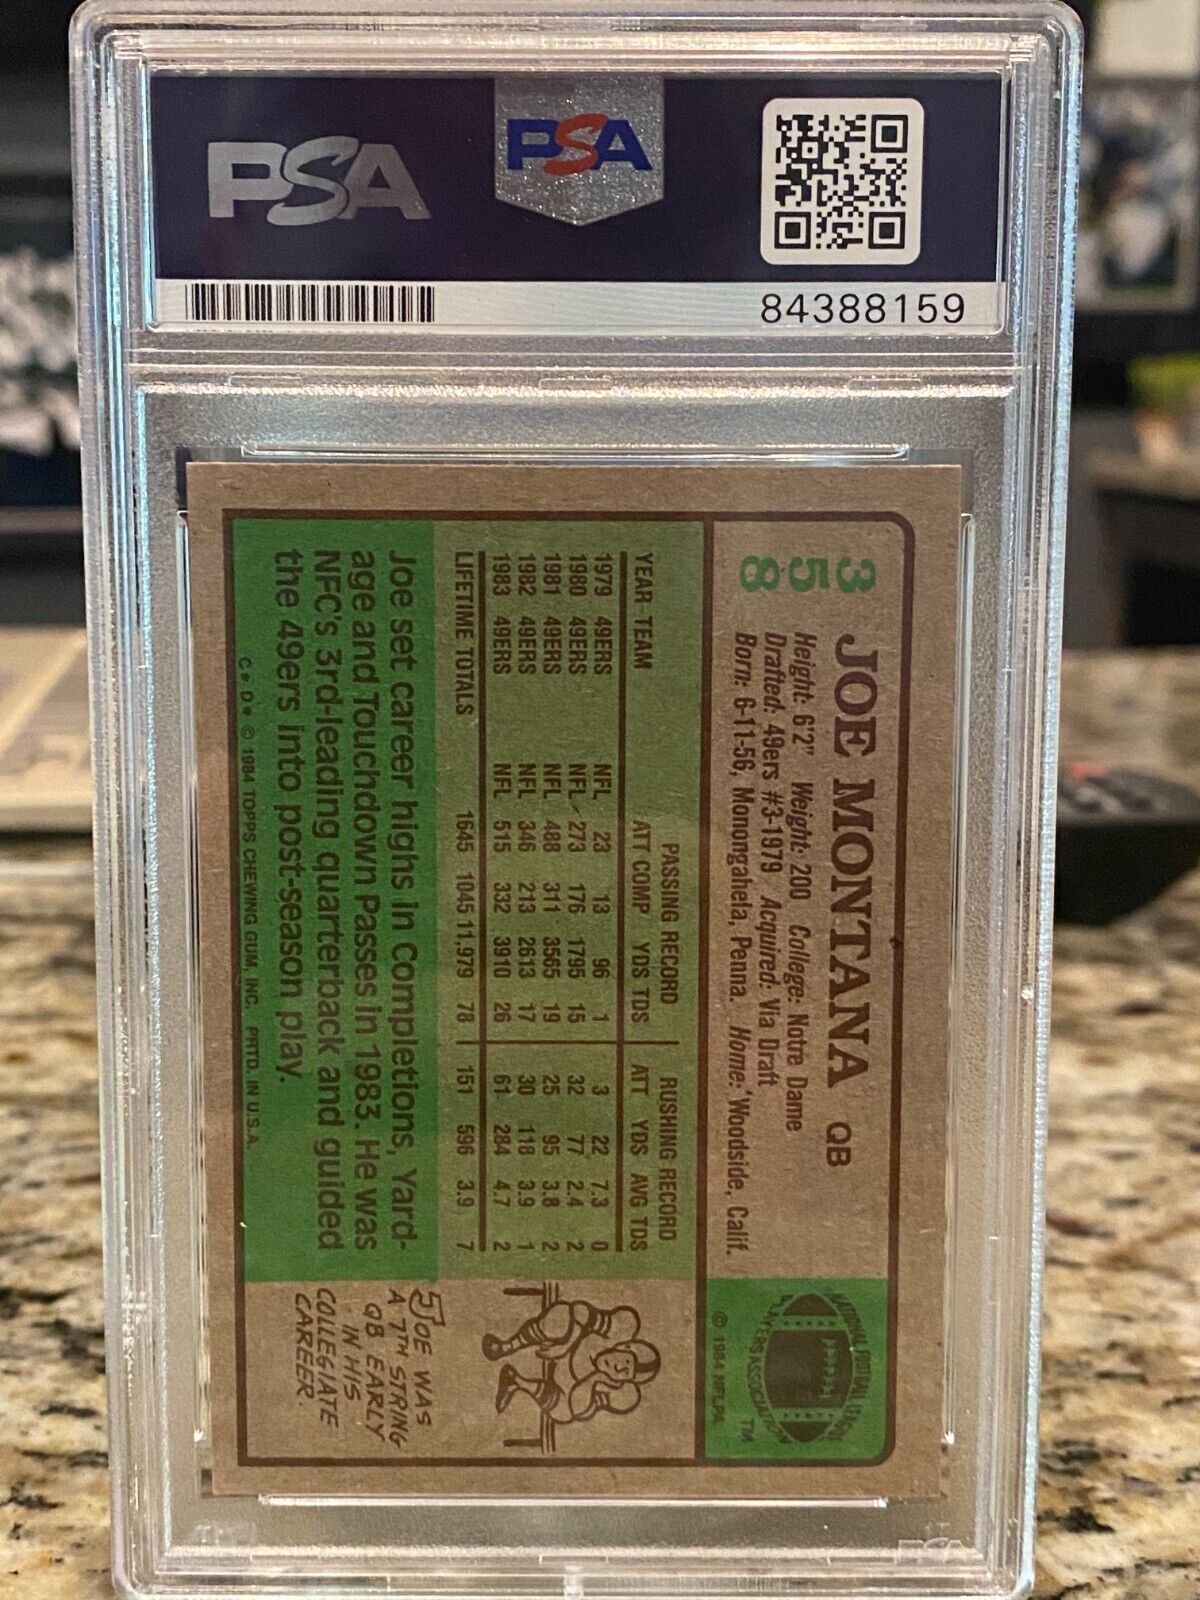 PSA
PSA
84388159
358
JOE MONTANA QB
Height: 6'2" Weight: 200 College: Notre Dame
Drafted: 49ers #3-1979 Acquired: Via Draft
Born: 6-11-56, Monongahela, Penna. Home: Woodside, Calif.
NATIONAL FOOTBALL LEAGUE
PLAYERS ASSOCIATION
TM
© 1984 NFLPA
PASSING RECORD RUSHING RECORD
YEAR TEAM ATT COMP YDS TDS ATT YDS AVG TDS
1979 49ERS NFL 23 13 96 1 3 22 7.3 0
1980 49ERS NFL 273 176 1795 15 32 77 2.4 2
1981 49ERS NFL 488 311 3565 19 25 95 3.8 2
1982 49ERS NFL 346 213 2613 17 30 118 3.9 1
1983 49ERS NFL 515 332 3910 26 61 284 4.7 2
LIFETIME TOTALS 1645 1045 11,979 78 151 596 3.9 7
Joe set career highs in Completions, Yard-
age and Touchdown Passes in 1983. He was
NFC's 3rd-leading quarterback and guided
the 49ers into post-season play.
C* D* © 1984 TOPPS CHEWING GUM, INC. PRTD. IN U.S.A.
JOE WAS
A 7TH STRING
QB EARLY
IN HIS
COLLEGIATE
CAREER.
PSA